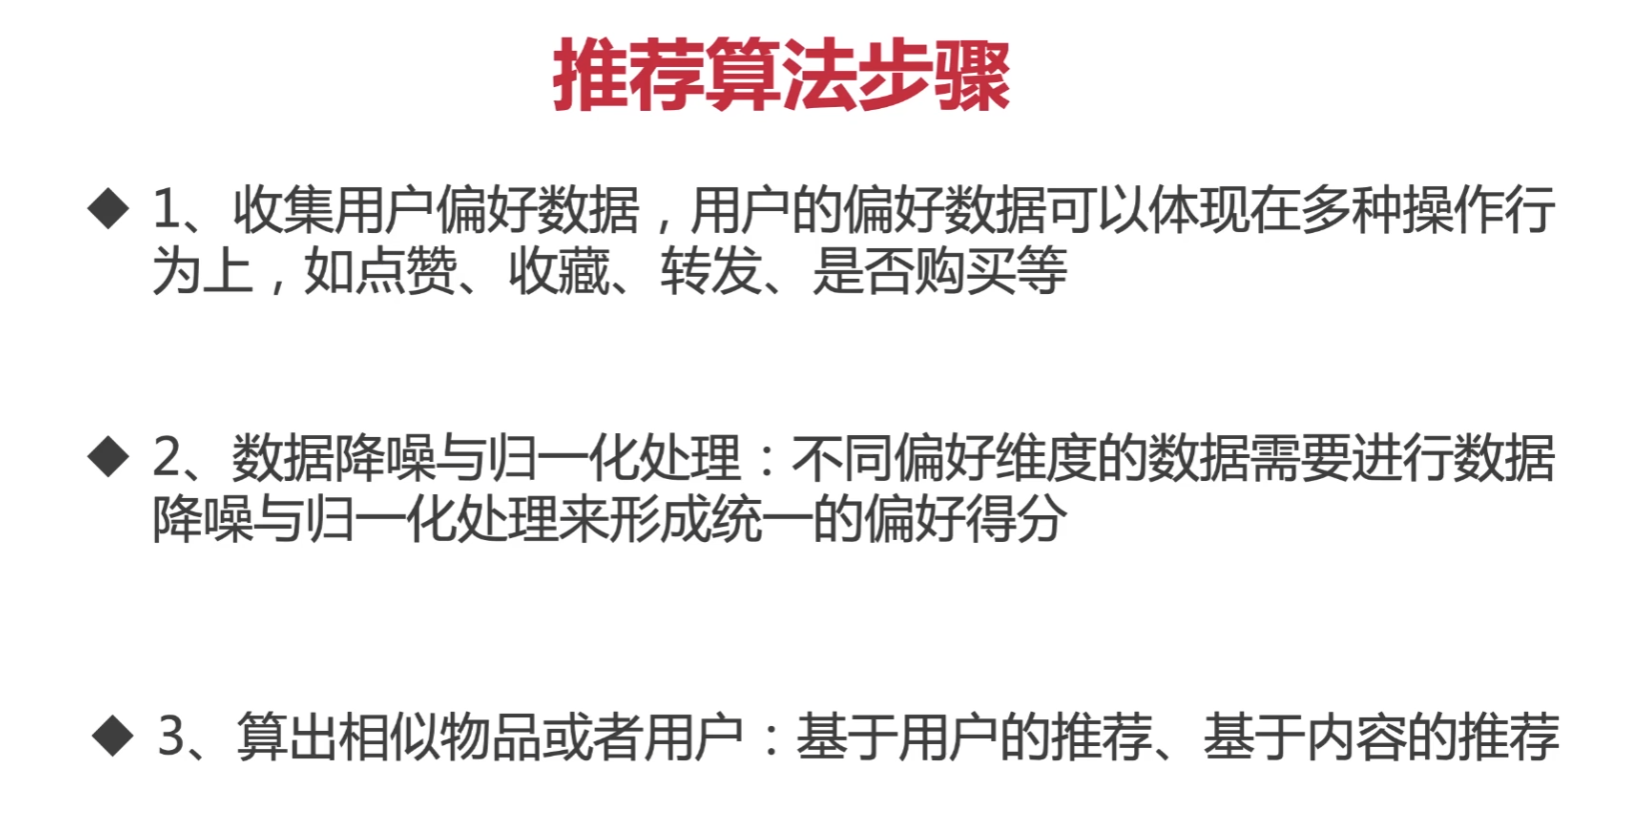 推荐算法步骤
◆ 1、收集用户偏好数据，用户的偏好数据可以体现在多种操作行
为上，如点赞、收藏、转发、是否购买等
◆ 2、数据降噪与归一化处理：不同偏好维度的数据需要进行数据
降噪与归一化处理来形成统一的偏好得分
◆ 3、算出相似物品或者用户：基于用户的推荐、基于内容的推荐